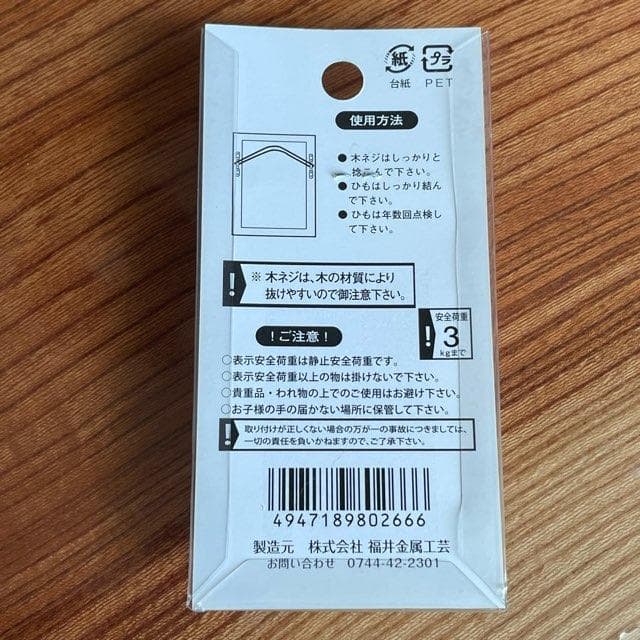 紙
プラ
台紙 PET
使用方法
● 木ネジはしっかりと
捻こんで下さい。
● ひもはしっかり結ん
で下さい。
● ひもは年数回点検し
て下さい。
! ※ 木ネジは、木の材質により
抜けやすいので御注意下さい。
! 安全荷重
3
kgまで
!ご注意!
○表示安全荷重は静止安全荷重です。
○表示安全荷重以上の物は掛けないで下さい。
○貴重品・われ物の上でのご使用はお避け下さい。
○お子様の手の届かない場所に保管して下さい。
! 取り付けが正しくない場合の万が一の事故につきましては、
一切の責任を負いかねますので、ご了承下さい。
4947189802666
製造元 株式会社 福井金属工芸
お問い合わせ 0744-42-2301